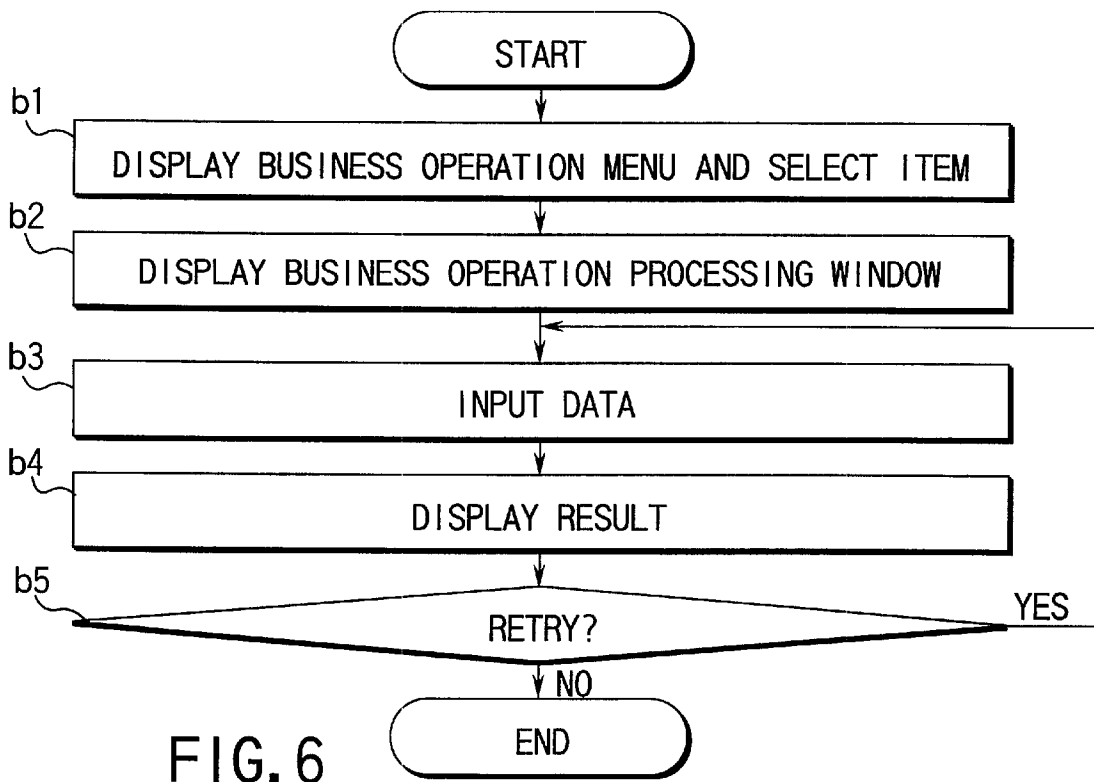 START
b1
DISPLAY BUSINESS OPERATION MENU AND SELECT ITEM
b2
DISPLAY BUSINESS OPERATION PROCESSING WINDOW
b3
INPUT DATA
b4
DISPLAY RESULT
b5
RETRY?
YES
NO
END
FIG. 6